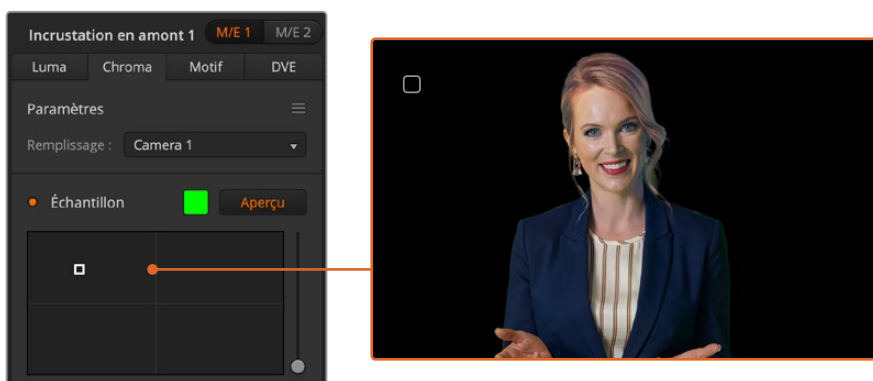 Incrustation en amont 1 M/E 1 M/E 2
Luma Chroma Motif DVE
Paramètres
Remplissage : Camera 1
Échantillon Aperçu